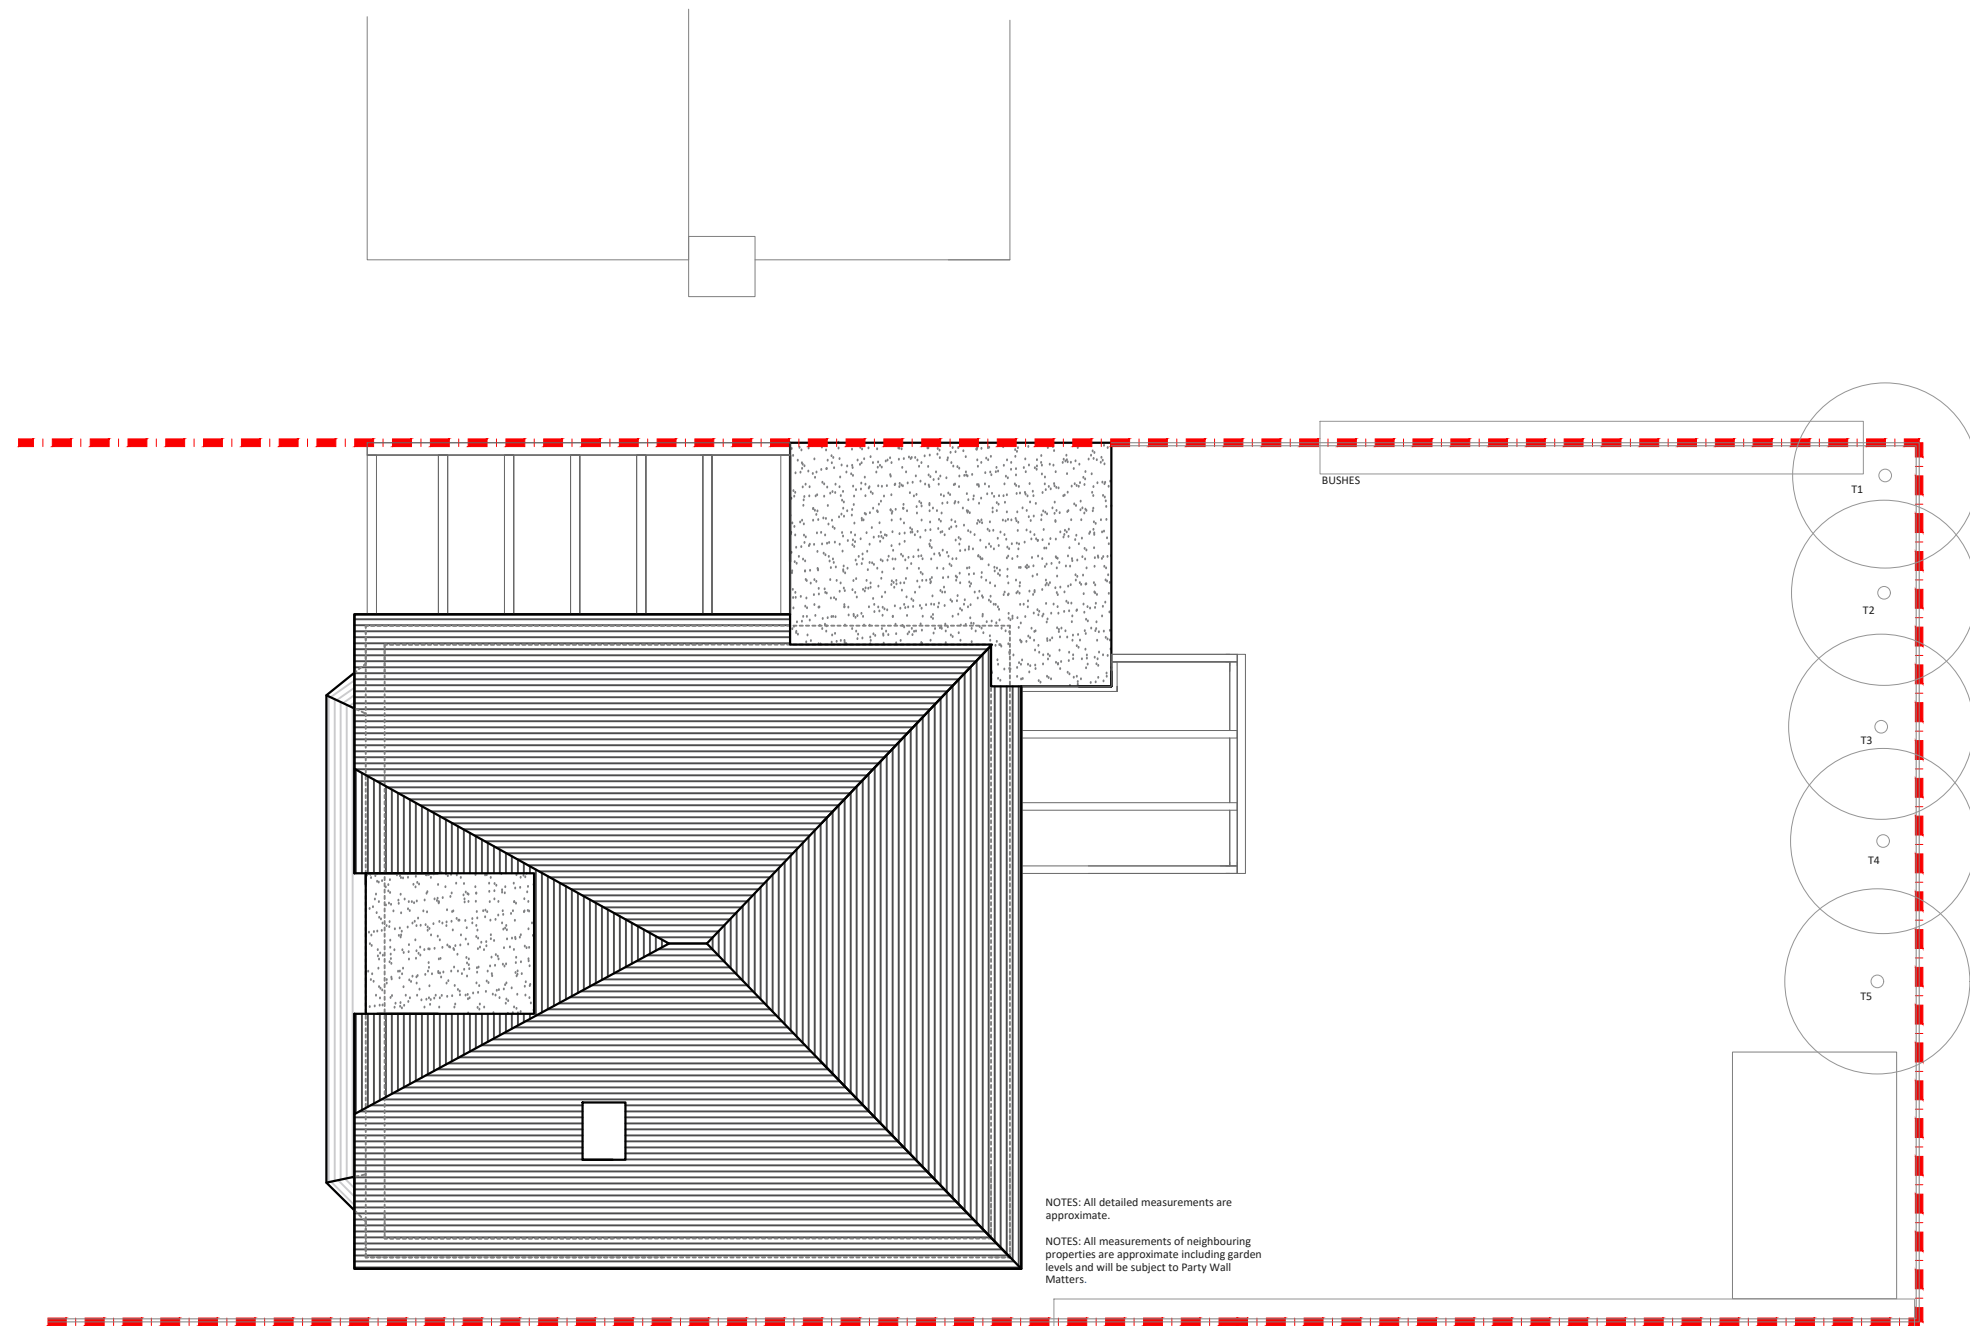 BUSHES
T1
T2
T3
T4
T5
NOTES: All detailed measurements are
approximate.
NOTES: All measurements of neighbouring
properties are approximate including garden
levels and will be subject to Party Wall
Matters.